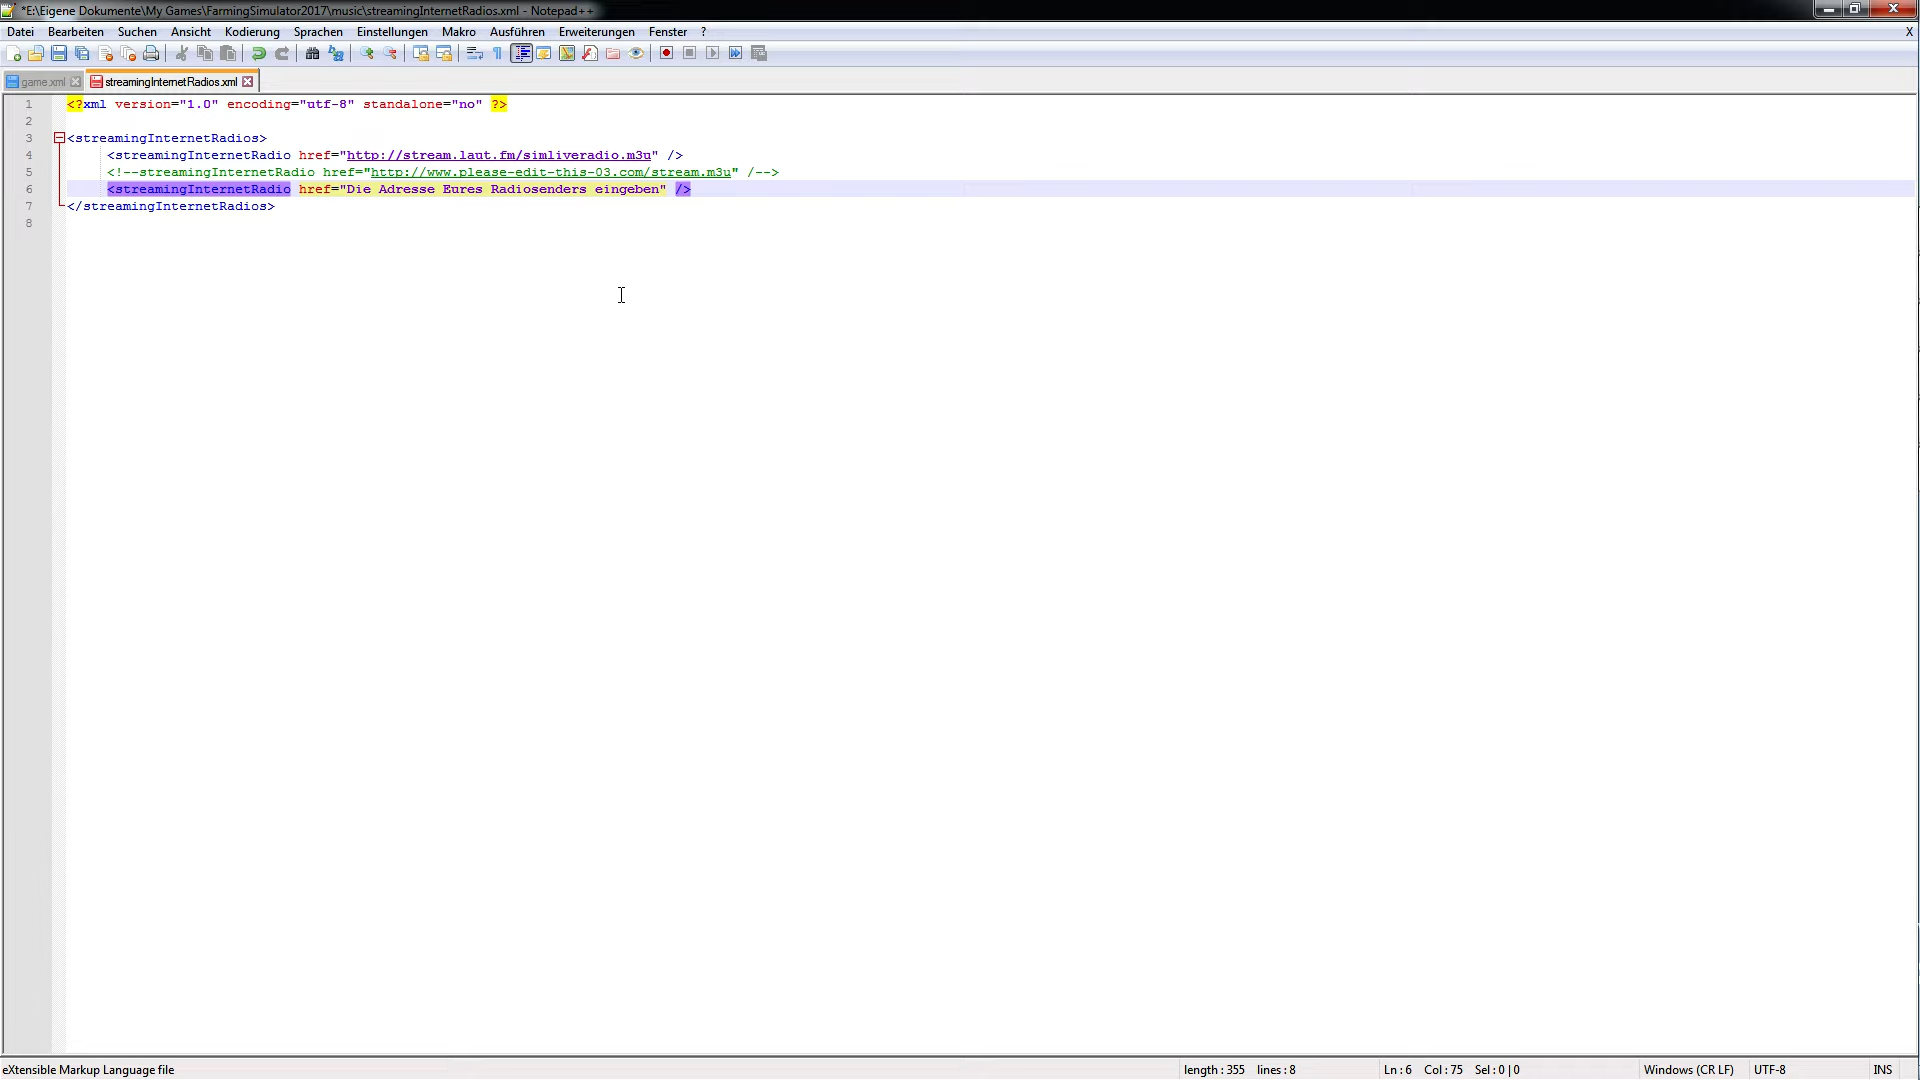 *E:\Eigene Dokumente\My Games\FarmingSimulator2017\music\streamingInternetRadios.xml - Notepad++
Datei Bearbeiten Suchen Ansicht Kodierung Sprachen Einstellungen Makro Ausführen Erweiterungen Fenster ? X
game.xml streamingInternetRadios.xml
1 <?xml version="1.0" encoding="utf-8" standalone="no" ?>
2
3 <streamingInternetRadios>
4 <streamingInternetRadio href="http://stream.laut.fm/simliveradio.m3u" />
5 <!--streamingInternetRadio href="http://www.please-edit-this-03.com/stream.m3u" /-->
6 <streamingInternetRadio href="Die Adresse Eures Radiosenders eingeben" />
7 </streamingInternetRadios>
8
eXtensible Markup Language file length : 355 lines : 8 Ln : 6 Col : 75 Sel : 0 | 0 Windows (CR LF) UTF-8 INS